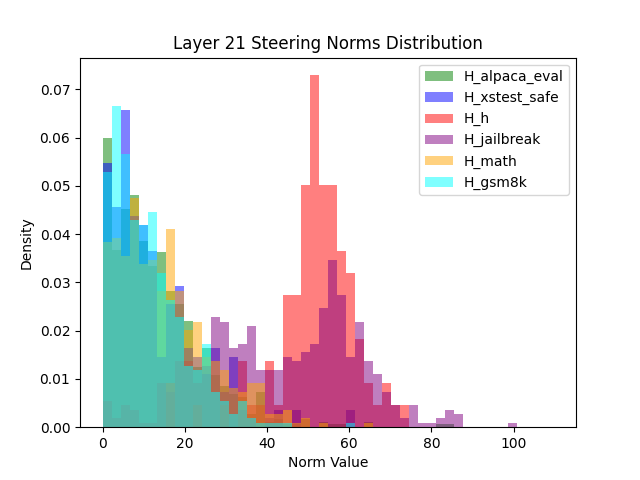 Layer 21 Steering Norms Distribution
H_alpaca_eval
H_xstest_safe
H_h
H_jailbreak
H_math
H_gsm8k
Density
0.07
0.06
0.05
0.04
0.03
0.02
0.01
0.00
0
20
40
60
80
100
Norm Value